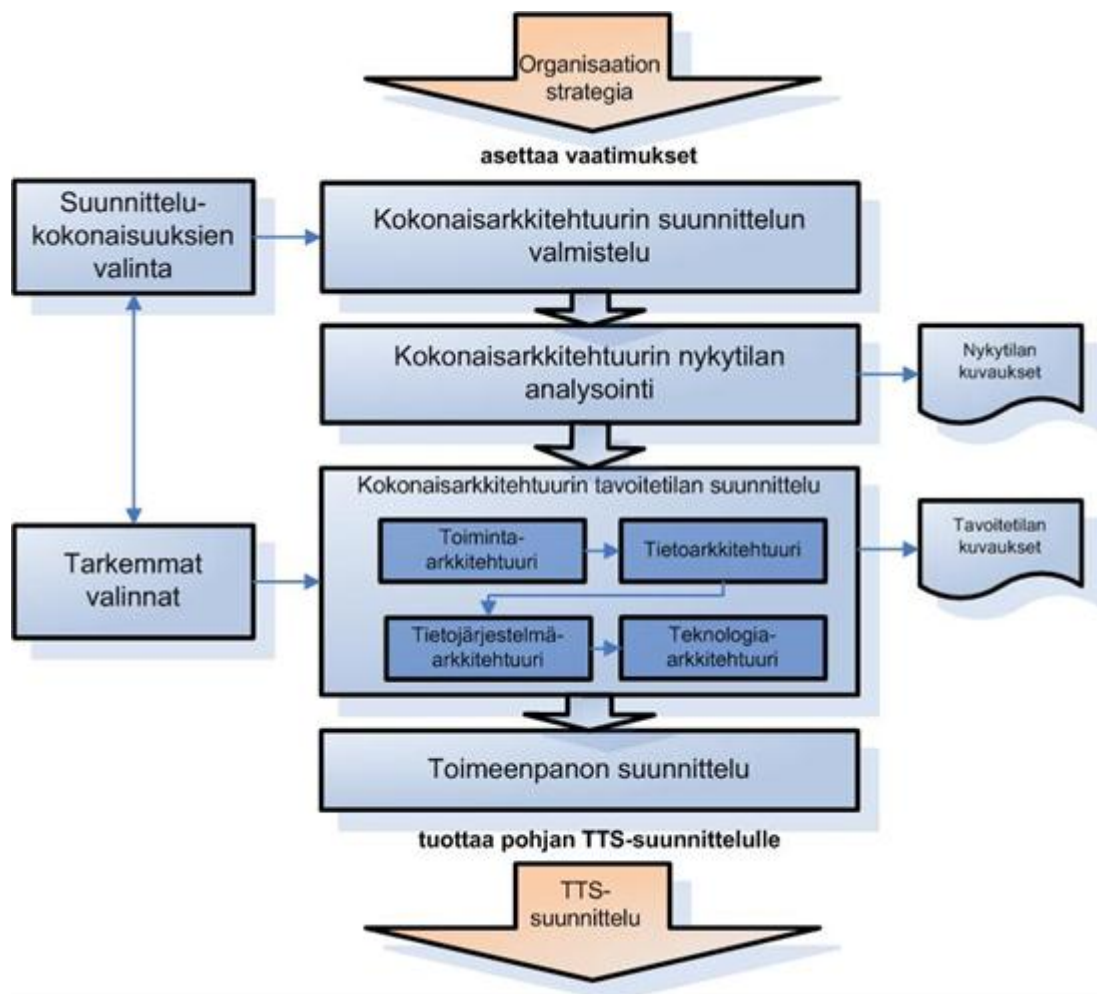 Organisaation
strategia
asettaa vaatimukset
Suunnittelu-
kokonaisuuksien
valinta
Kokonaisarkkitehtuurin suunnittelun
valmistelu
Kokonaisarkkitehtuurin nykytilan
analysointi
Nykytilan
kuvaukset
Kokonaisarkkitehtuurin tavoitetilan suunnittelu
Toiminta-
arkkitehtuuri
Tietoarkkitehtuuri
Tavoitetilan
kuvaukset
Tarkemmat
valinnat
Tietojärjestelmä-
arkkitehtuuri
Teknologia-
arkkitehtuuri
Toimeenpanon suunnittelu
tuottaa pohjan TTS-suunnittelulle
TTS-
suunnittelu